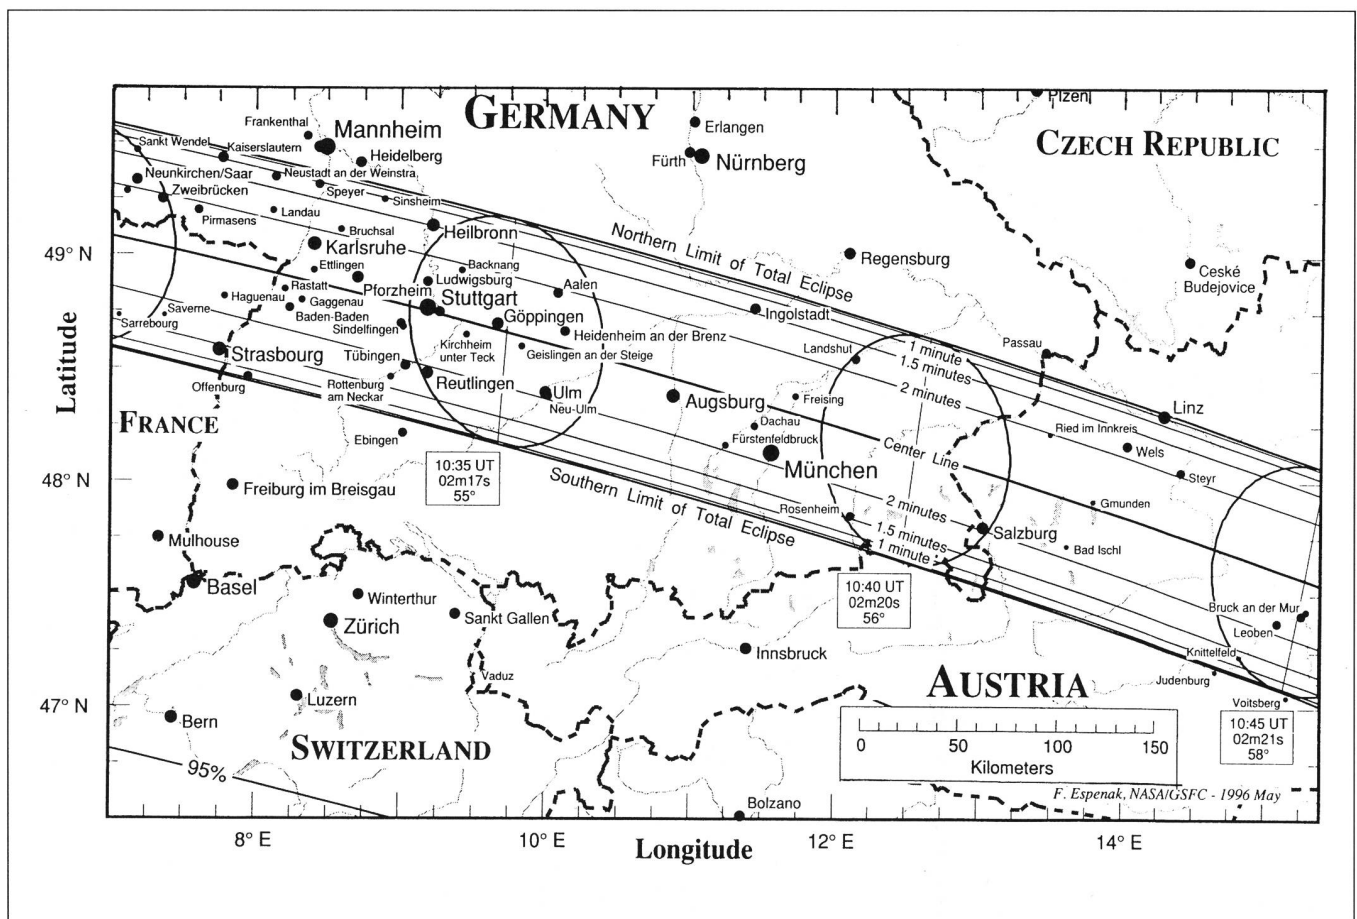 GERMANY
CZECH REPUBLIC
FRANCE
SWITZERLAND
AUSTRIA
Plzen
Frankenthal
Mannheim
Erlangen
Sankt Wendel
Kaiserslautern
Heidelberg
Fürth
Nürnberg
Neunkirchen/Saar
Neustadt an der Weinstra.
Zweibrücken
Speyer
Sinsheim
Pirmasens
Landau
Bruchsal
Heilbronn
Northern Limit of Total Eclipse
Karlsruhe
Regensburg
Ettlingen
Backnang
České
Budejovice
Rastatt
Pforzheim
Ludwigsburg
Aalen
Haguenau
Gaggenau
Stuttgart
Saverne
Baden-Baden
Göppingen
Ingolstadt
Sarrebourg
Sindelfingen
Heidenheim an der Brenz
Kirchheim
unter Teck
Geislingen an der Steige
Landshut
Passau
1 minute
1.5 minutes
2 minutes
Strasbourg
Tübingen
Offenburg
Rottenburg
am Neckar
Reutlingen
Ulm
Neu-Ulm
Augsburg
Freising
Linz
Dachau
Ebingen
Fürstenfeldbruck
Ried im Innkreis
Wels
Center Line
München
Steyr
Freiburg im Breisgau
10:35 UT
02m17s
55°
Southern Limit of Total Eclipse
Rosenheim
2 minutes
1.5 minutes
1 minute
Gmunden
Salzburg
Bad Ischl
Mulhouse
Basel
Winterthur
Zürich
Sankt Gallen
10:40 UT
02m20s
56°
Bruck an der Mur
Leoben
Innsbruck
Knittelfeld
Judenburg
Vaduz
Luzern
Bern
Voitsberg
10:45 UT
02m21s
58°
95%
0 50 100 150
Kilometers
Bolzano
F. Espenak, NASA/GSFC - 1996 May
49° N
48° N
47° N
Latitude
8° E 10° E 12° E 14° E
Longitude